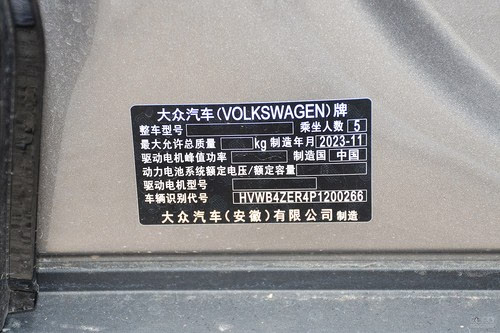 大众汽车(VOLKSWAGEN)牌
整车型号 乘坐人数 5
最大允许总质量 kg 制造年月 2023-11
驱动电机峰值功率 制造国 中国
动力电池系统额定电压/额定容量
驱动电机型号
车辆识别代号 HVWB4ZER4P1200266
大众汽车(安徽)有限公司 制造